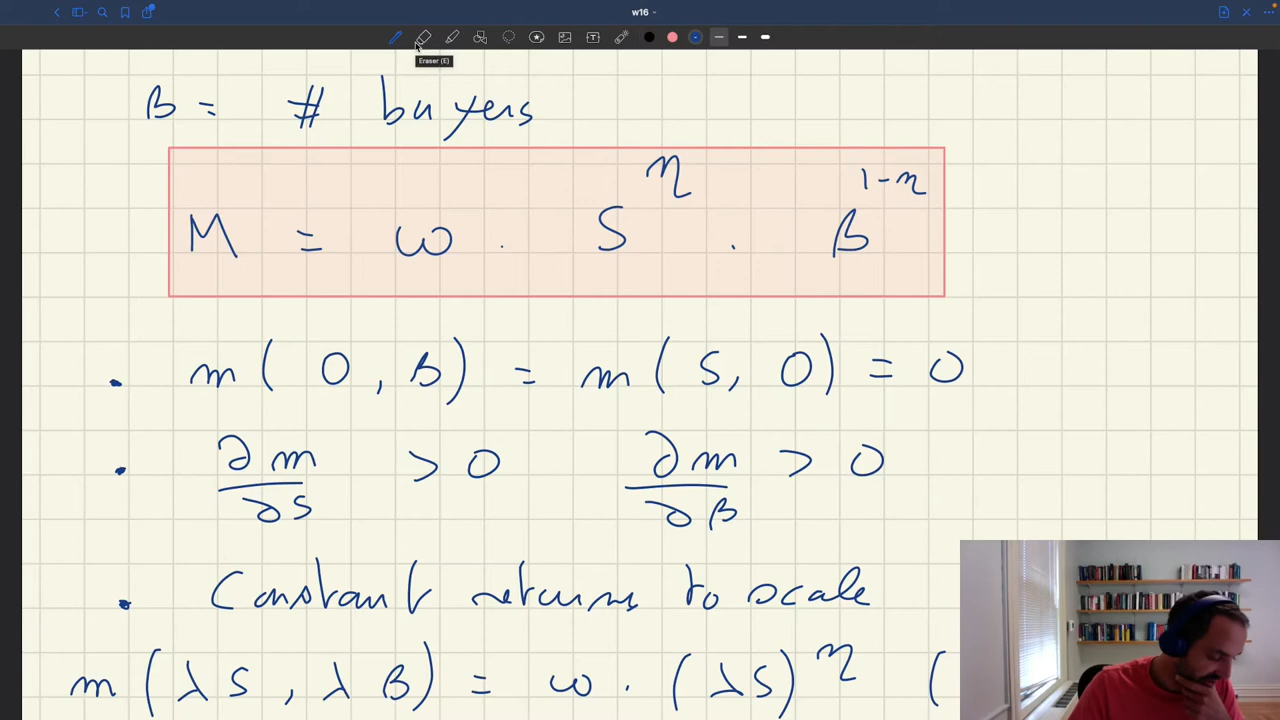 w16
Eraser (E)
B = # buyers
M = ω · S^η · B^{1-η}
• m(0, B) = m(S, 0) = 0
• ∂m/∂S > 0 ∂m/∂B > 0
• Constant returns to scale
m(λS, λB) = ω · (λS)^η (